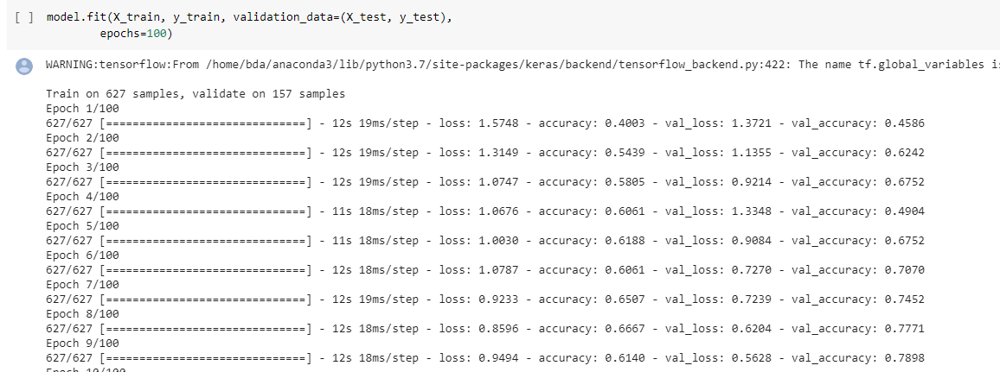 [ ] model.fit(X_train, y_train, validation_data=(X_test, y_test),
epochs=100)
WARNING:tensorflow:From /home/bda/anaconda3/lib/python3.7/site-packages/keras/backend/tensorflow_backend.py:422: The name tf.global_variables is
Train on 627 samples, validate on 157 samples
Epoch 1/100
627/627 [==============================] - 12s 19ms/step - loss: 1.5748 - accuracy: 0.4003 - val_loss: 1.3721 - val_accuracy: 0.4586
Epoch 2/100
627/627 [==============================] - 12s 19ms/step - loss: 1.3149 - accuracy: 0.5439 - val_loss: 1.1355 - val_accuracy: 0.6242
Epoch 3/100
627/627 [==============================] - 12s 19ms/step - loss: 1.0747 - accuracy: 0.5805 - val_loss: 0.9214 - val_accuracy: 0.6752
Epoch 4/100
627/627 [==============================] - 11s 18ms/step - loss: 1.0676 - accuracy: 0.6061 - val_loss: 1.3348 - val_accuracy: 0.4904
Epoch 5/100
627/627 [==============================] - 11s 18ms/step - loss: 1.0030 - accuracy: 0.6188 - val_loss: 0.9084 - val_accuracy: 0.6752
Epoch 6/100
627/627 [==============================] - 12s 18ms/step - loss: 1.0787 - accuracy: 0.6061 - val_loss: 0.7270 - val_accuracy: 0.7070
Epoch 7/100
627/627 [==============================] - 12s 19ms/step - loss: 0.9233 - accuracy: 0.6507 - val_loss: 0.7239 - val_accuracy: 0.7452
Epoch 8/100
627/627 [==============================] - 12s 18ms/step - loss: 0.8596 - accuracy: 0.6667 - val_loss: 0.6204 - val_accuracy: 0.7771
Epoch 9/100
627/627 [==============================] - 12s 18ms/step - loss: 0.9494 - accuracy: 0.6140 - val_loss: 0.5628 - val_accuracy: 0.7898
Epoch 10/100